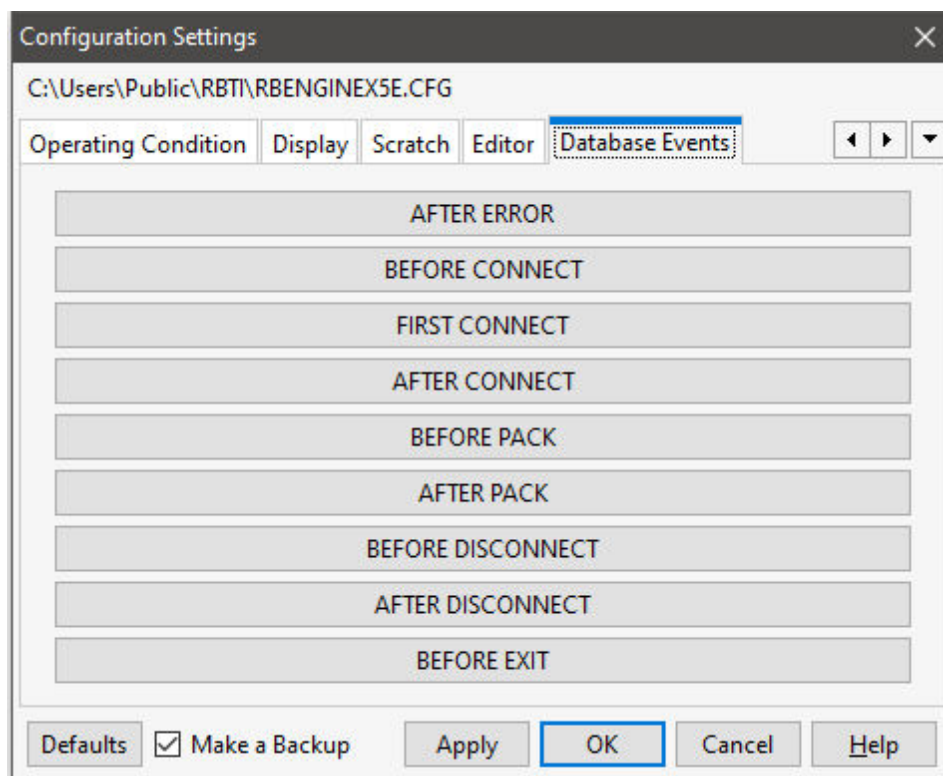 Configuration Settings
C:\Users\Public\RBTI\RBENGINEX5E.CFG
Operating Condition Display Scratch Editor Database Events
AFTER ERROR
BEFORE CONNECT
FIRST CONNECT
AFTER CONNECT
BEFORE PACK
AFTER PACK
BEFORE DISCONNECT
AFTER DISCONNECT
BEFORE EXIT
Defaults Make a Backup Apply OK Cancel Help